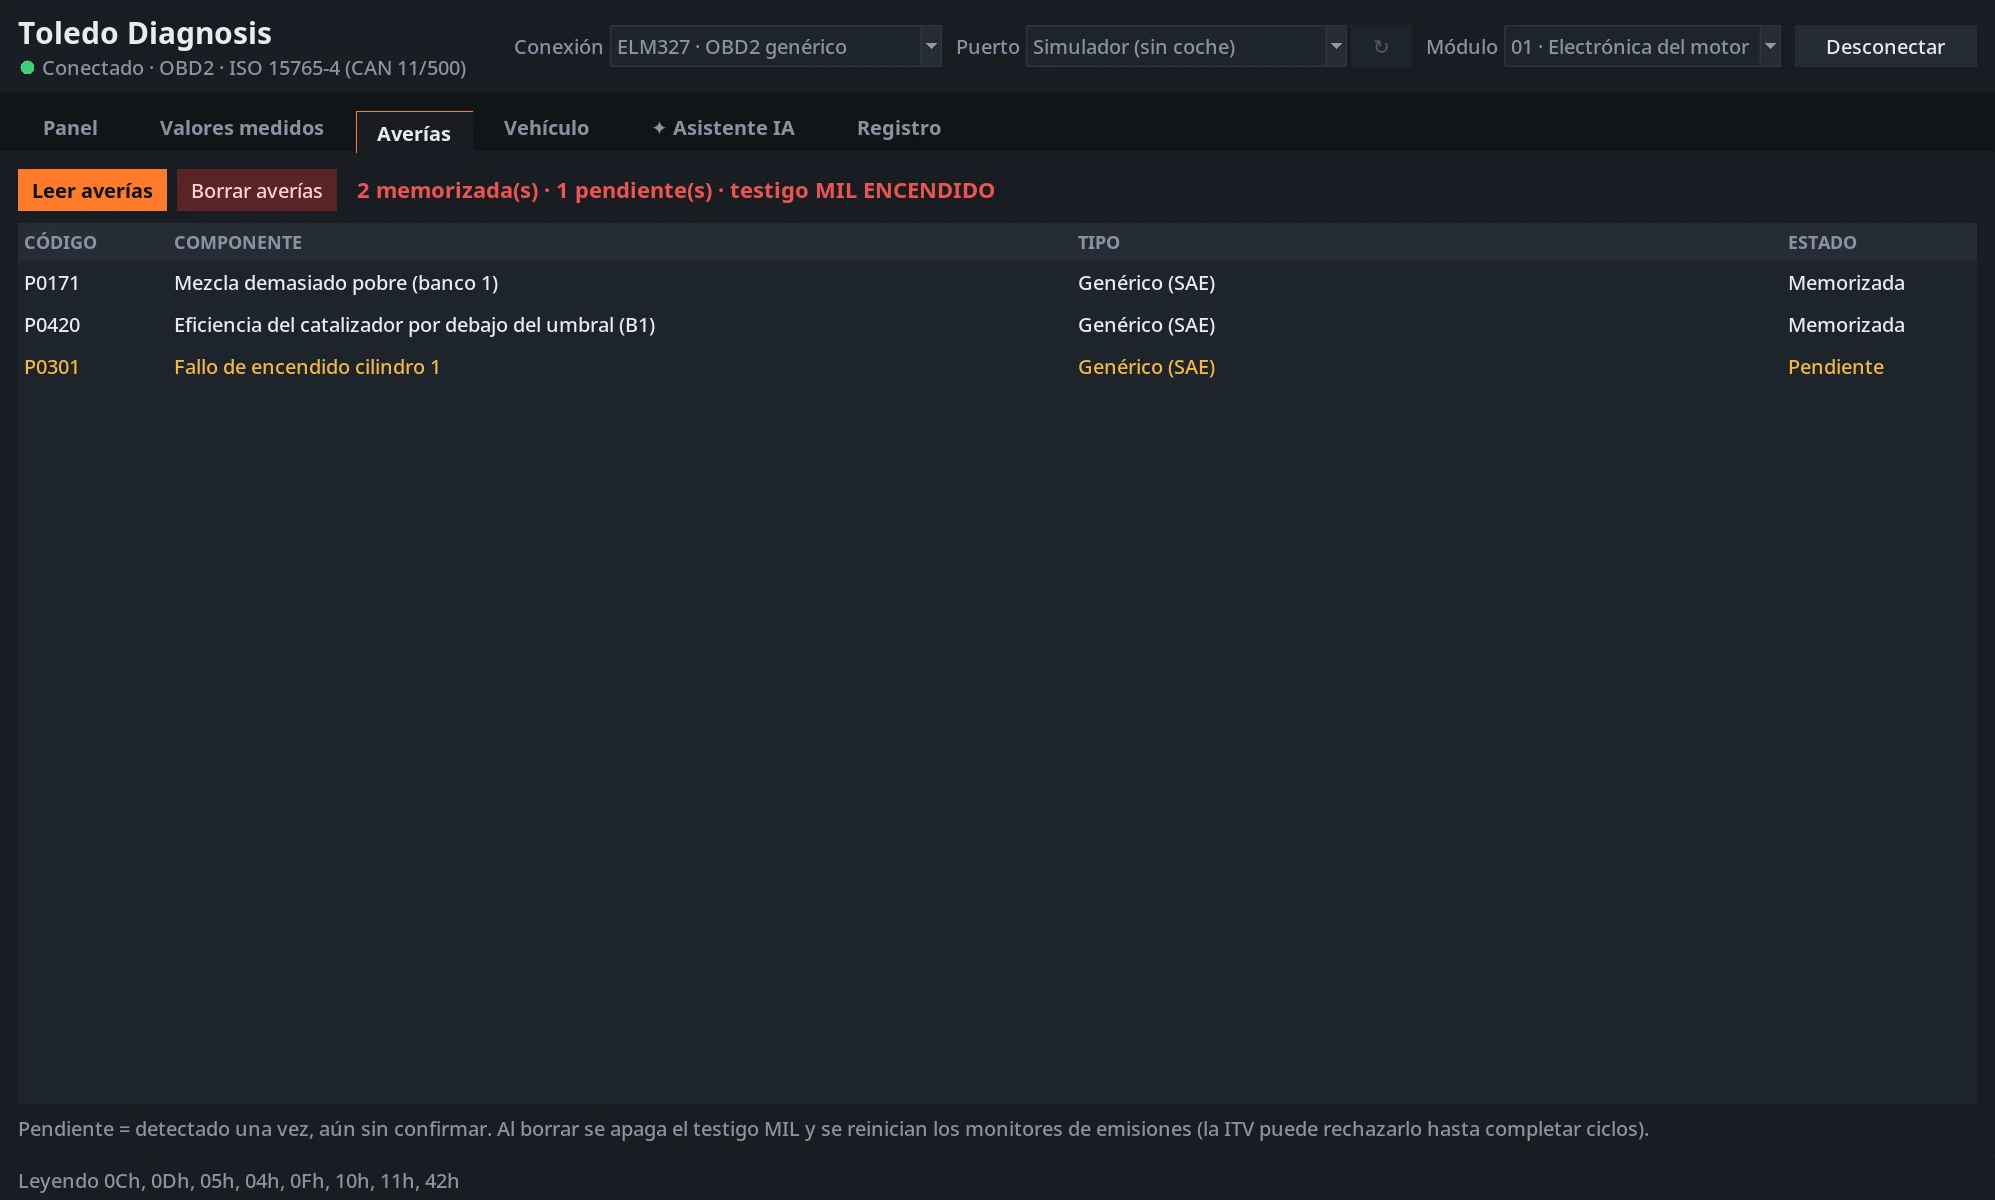 Toledo Diagnosis
Conectado · OBD2 · ISO 15765-4 (CAN 11/500)
Conexión ELM327 · OBD2 genérico Puerto Simulador (sin coche) ↻ Módulo 01 · Electrónica del motor Desconectar
Panel Valores medidos Averías Vehículo ✦ Asistente IA Registro
Leer averías Borrar averías 2 memorizada(s) · 1 pendiente(s) · testigo MIL ENCENDIDO
CÓDIGO COMPONENTE TIPO ESTADO
P0171 Mezcla demasiado pobre (banco 1) Genérico (SAE) Memorizada
P0420 Eficiencia del catalizador por debajo del umbral (B1) Genérico (SAE) Memorizada
P0301 Fallo de encendido cilindro 1 Genérico (SAE) Pendiente
Pendiente = detectado una vez, aún sin confirmar. Al borrar se apaga el testigo MIL y se reinician los monitores de emisiones (la ITV puede rechazarlo hasta completar ciclos).
Leyendo 0Ch, 0Dh, 05h, 04h, 0Fh, 10h, 11h, 42h